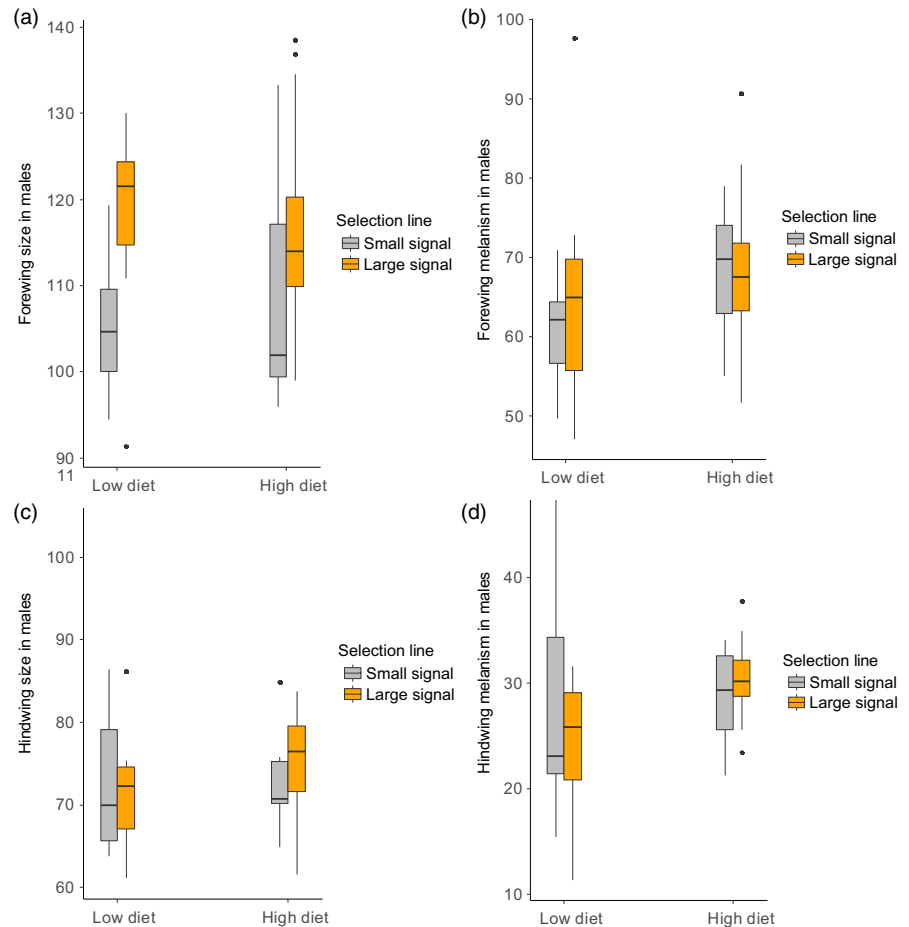 (a)
140
130
120
110
100
90
11
Forewing size in males
Low diet
High diet
Selection line
Small signal
Large signal
(b)
100
90
80
70
60
50
Forewing melanism in males
Low diet
High diet
Selection line
Small signal
Large signal
(c)
100
90
80
70
60
Hindwing size in males
Low diet
High diet
Selection line
Small signal
Large signal
(d)
40
30
20
10
Hindwing melanism in males
Low diet
High diet
Selection line
Small signal
Large signal